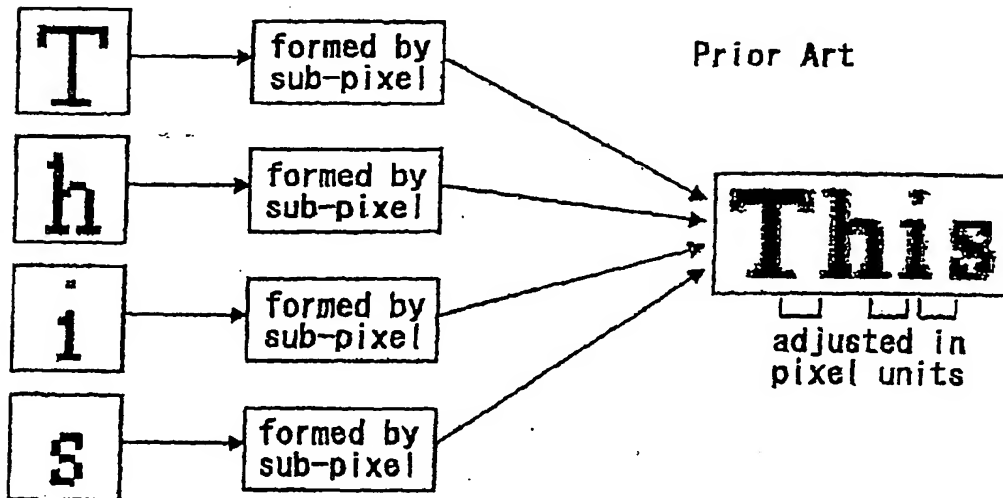 T
formed by
sub-pixel
Prior Art
h
formed by
sub-pixel
This
i
formed by
sub-pixel
adjusted in
pixel units
s
formed by
sub-pixel